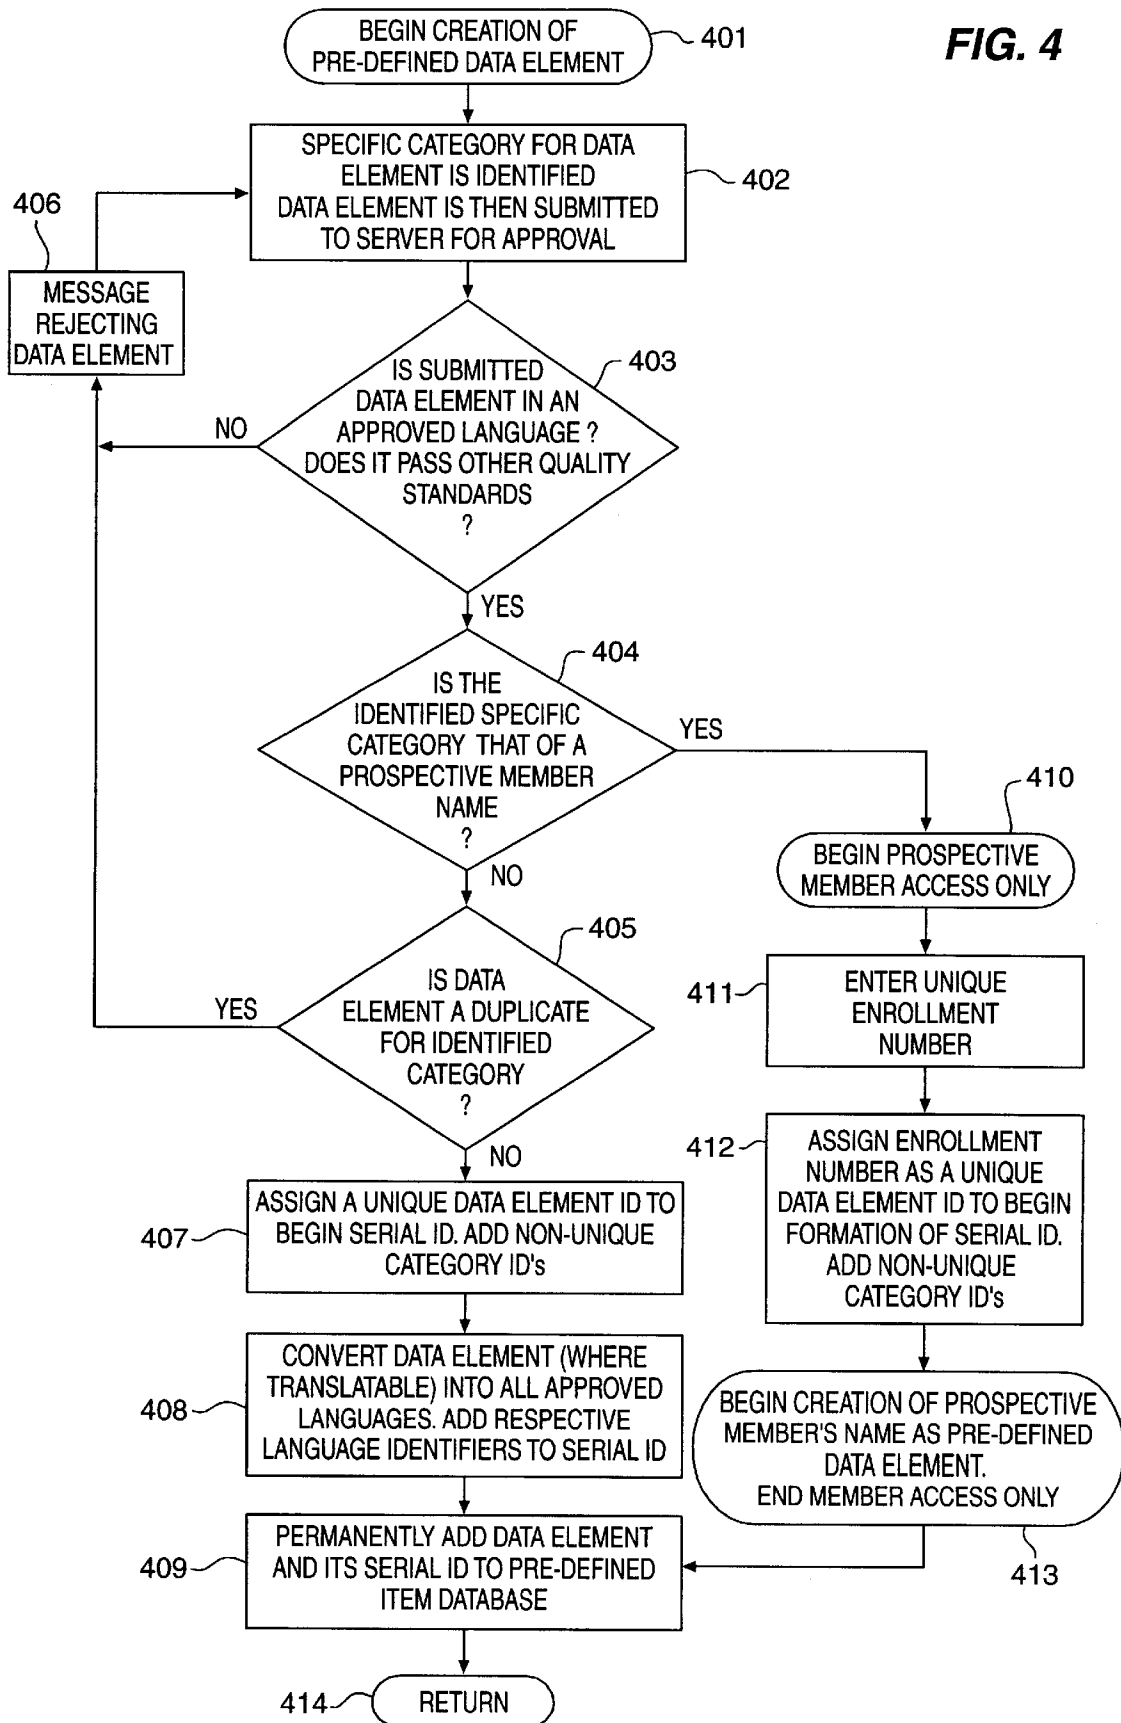 BEGIN CREATION OF
PRE-DEFINED DATA ELEMENT
401
FIG. 4
SPECIFIC CATEGORY FOR DATA
ELEMENT IS IDENTIFIED
DATA ELEMENT IS THEN SUBMITTED
TO SERVER FOR APPROVAL
402
406
MESSAGE
REJECTING
DATA ELEMENT
IS SUBMITTED
DATA ELEMENT IN AN
APPROVED LANGUAGE ?
DOES IT PASS OTHER QUALITY
STANDARDS
?
403
NO
YES
IS THE
IDENTIFIED SPECIFIC
CATEGORY THAT OF A
PROSPECTIVE MEMBER
NAME
?
404
YES
NO
410
BEGIN PROSPECTIVE
MEMBER ACCESS ONLY
IS DATA
ELEMENT A DUPLICATE
FOR IDENTIFIED
CATEGORY
?
405
YES
NO
411
ENTER UNIQUE
ENROLLMENT
NUMBER
412
ASSIGN ENROLLMENT
NUMBER AS A UNIQUE
DATA ELEMENT ID TO BEGIN
FORMATION OF SERIAL ID.
ADD NON-UNIQUE
CATEGORY ID's
ASSIGN A UNIQUE DATA ELEMENT ID TO
BEGIN SERIAL ID. ADD NON-UNIQUE
CATEGORY ID's
407
CONVERT DATA ELEMENT (WHERE
TRANSLATABLE) INTO ALL APPROVED
LANGUAGES. ADD RESPECTIVE
LANGUAGE IDENTIFIERS TO SERIAL ID
408
BEGIN CREATION OF PROSPECTIVE
MEMBER'S NAME AS PRE-DEFINED
DATA ELEMENT.
END MEMBER ACCESS ONLY
413
PERMANENTLY ADD DATA ELEMENT
AND ITS SERIAL ID TO PRE-DEFINED
ITEM DATABASE
409
414
RETURN